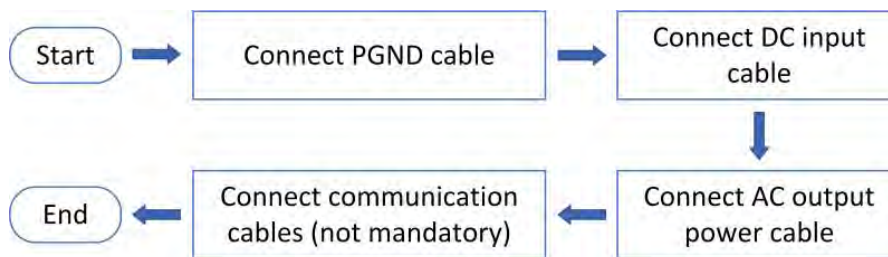 Start
Connect PGND cable
Connect DC input
cable
Connect AC output
power cable
Connect communication
cables (not mandatory)
End